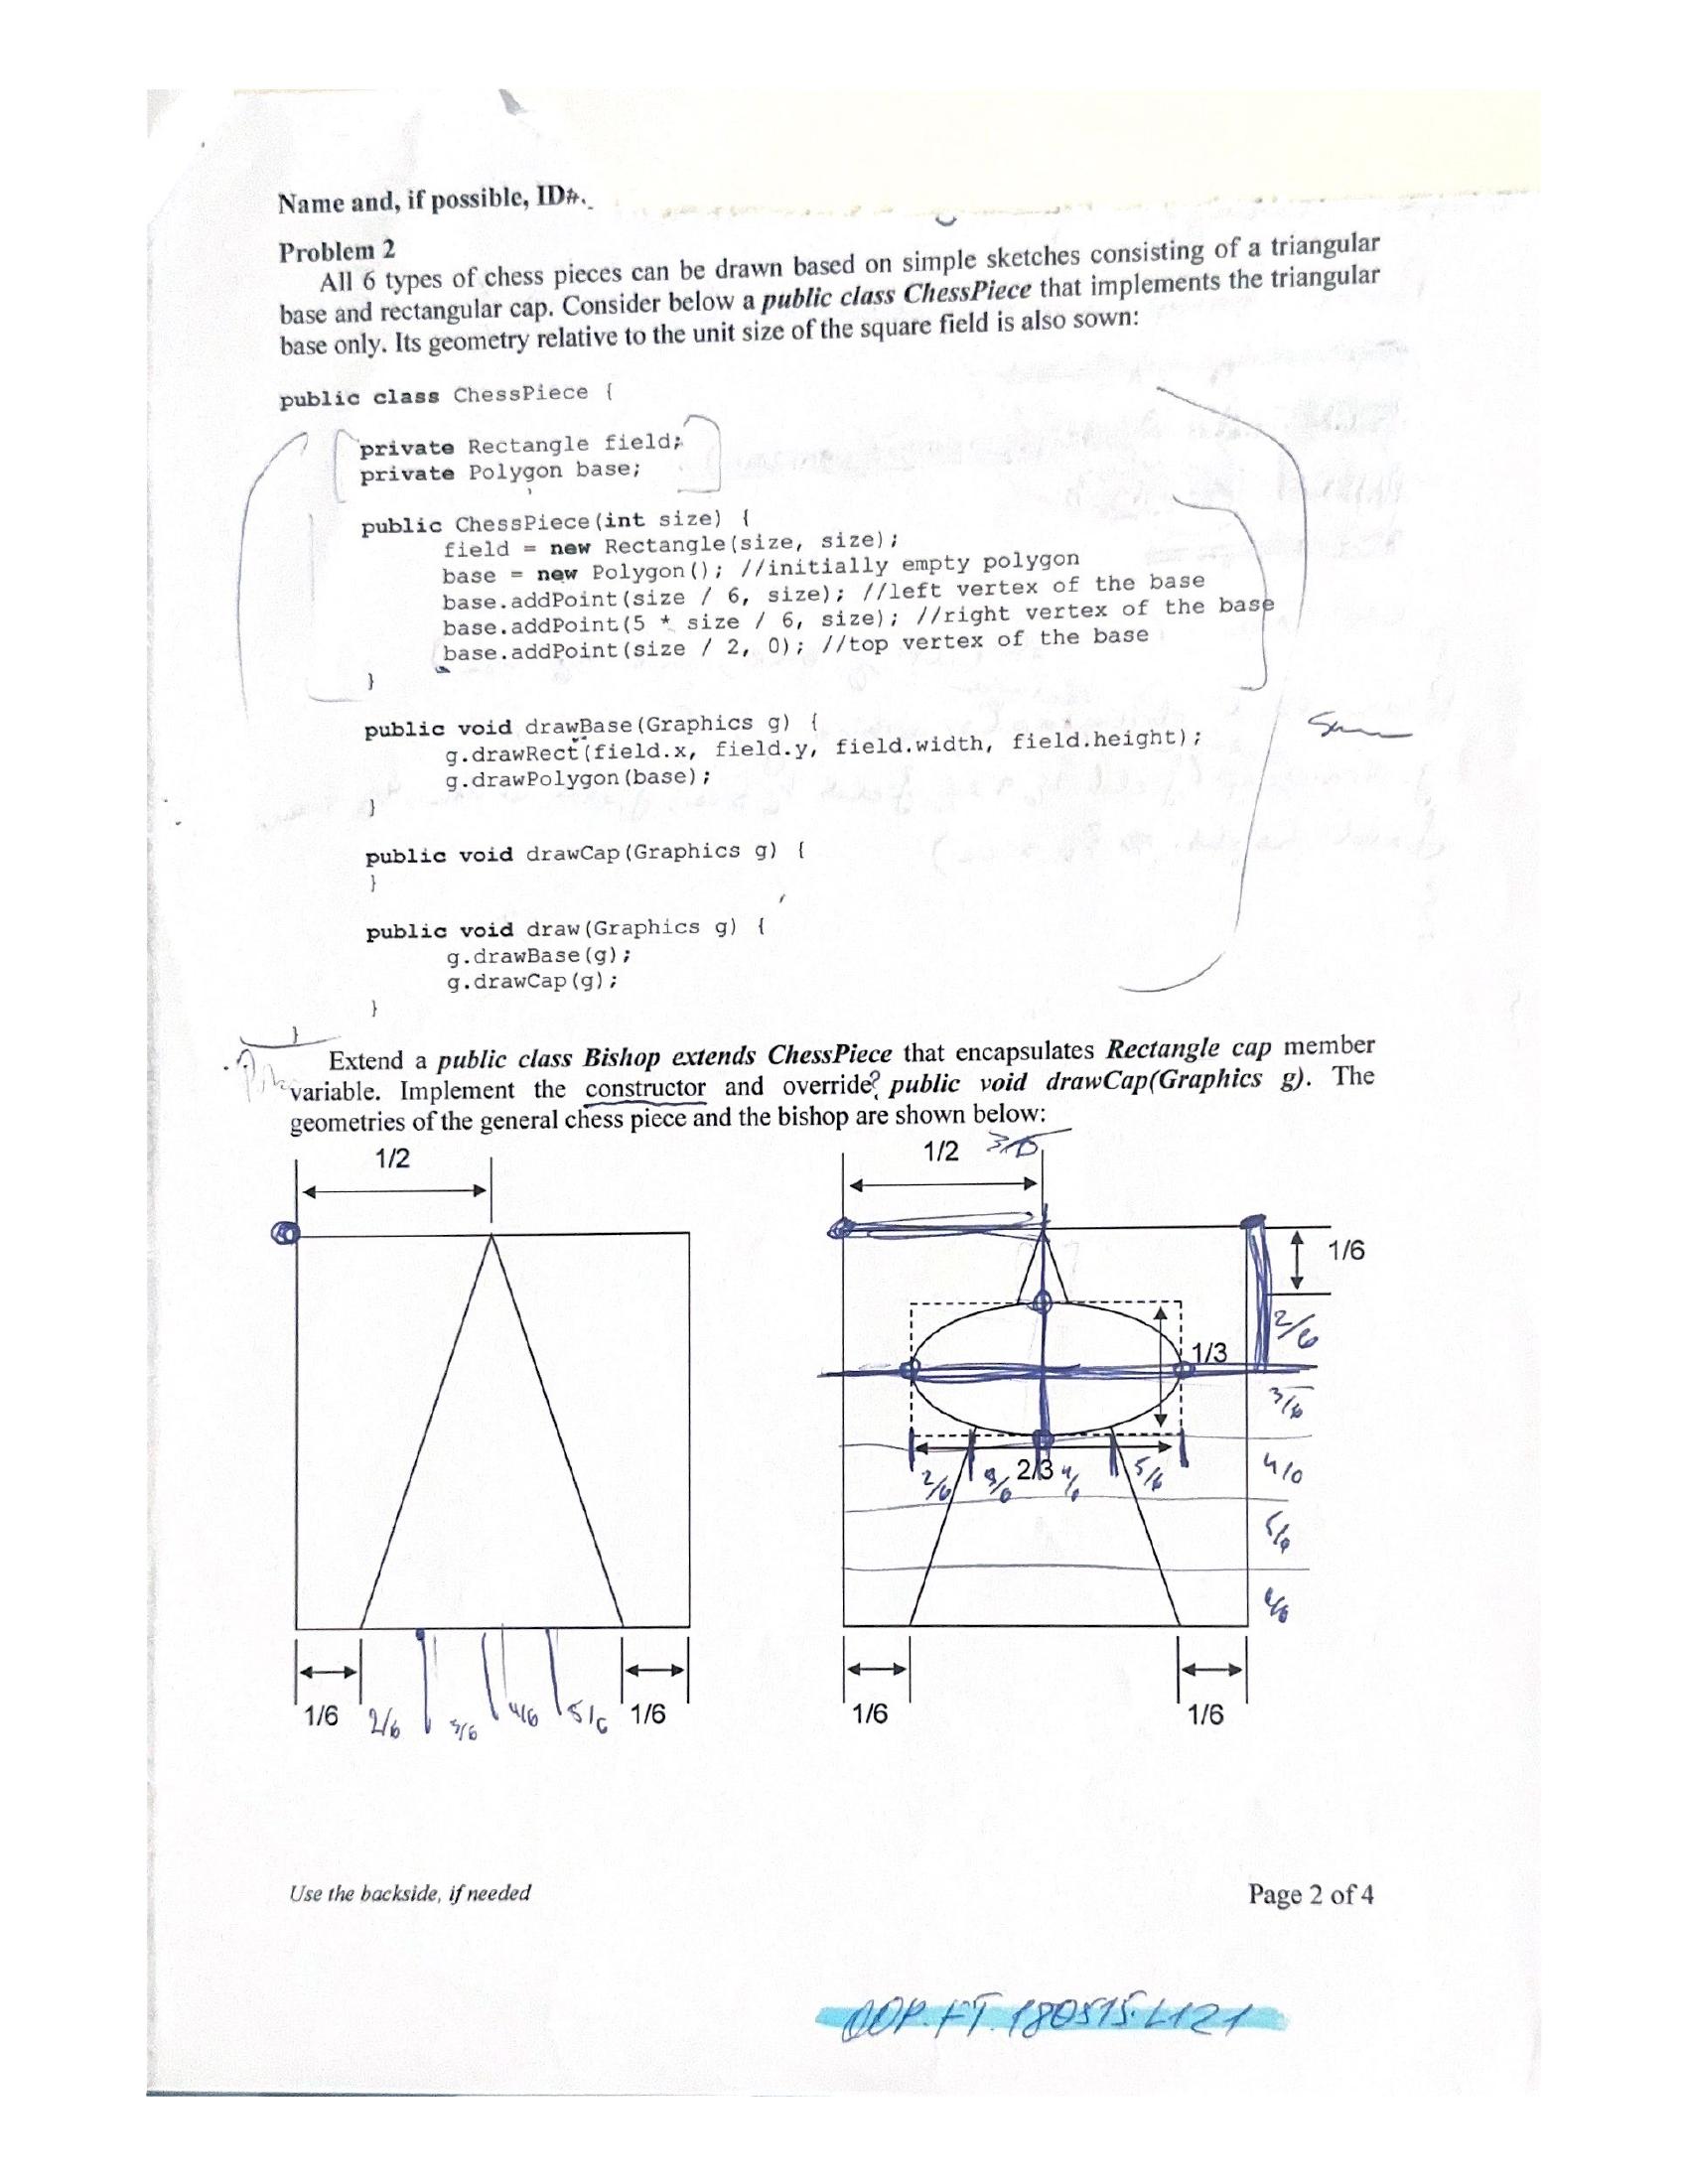 Name and, if possible, ID#.
Problem 2
All 6 types of chess pieces can be drawn based on simple sketches consisting of a triangular
base and rectangular cap. Consider below a public class ChessPiece that implements the triangular
base only. Its geometry relative to the unit size of the square field is also sown:
public class ChessPiece {
private Rectangle field;
private Polygon base;
public ChessPiece(int size) {
field = new Rectangle(size, size);
base = new Polygon(); //initially empty polygon
base.addPoint(size / 6, size); //left vertex of the base
base.addPoint(5 * size / 6, size); //right vertex of the base
base.addPoint(size / 2, 0); //top vertex of the base
}
public void drawBase(Graphics g) {
g.drawRect(field.x, field.y, field.width, field.height);
g.drawPolygon(base);
}
public void drawCap(Graphics g) {
}
public void draw(Graphics g) {
g.drawBase(g);
g.drawCap(g);
}
}
Extend a public class Bishop extends ChessPiece that encapsulates Rectangle cap member
variable. Implement the constructor and override? public void drawCap(Graphics g). The
geometries of the general chess piece and the bishop are shown below:
1/2
1/2
1/6
2/6
1/3
3/6
2/6 3/6 2/3 4/6 5/6
4/6
5/6
6/6
1/6 2/6 3/6 4/6 5/6 1/6
1/6 1/6
Use the backside, if needed
Page 2 of 4
OOP.FT.180515.L121